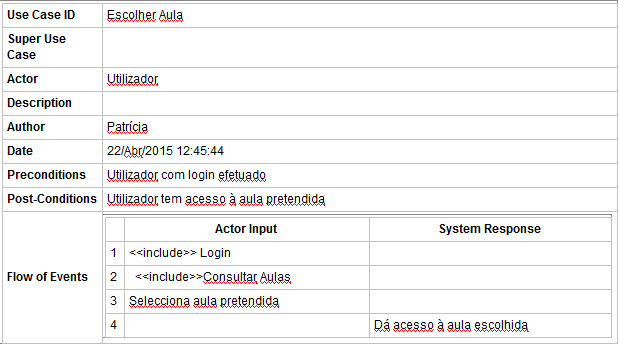 Use Case ID Escolher Aula
Super Use
Case
Actor Utilizador
Description
Author Patrícia
Date 22/Abr/2015 12:45:44
Preconditions Utilizador com login efetuado
Post-Conditions Utilizador tem acesso à aula pretendida
Flow of Events
Actor Input System Response
1 <<include>> Login
2 <<include>>Consultar Aulas
3 Selecciona aula pretendida
4 Dá acesso à aula escolhida